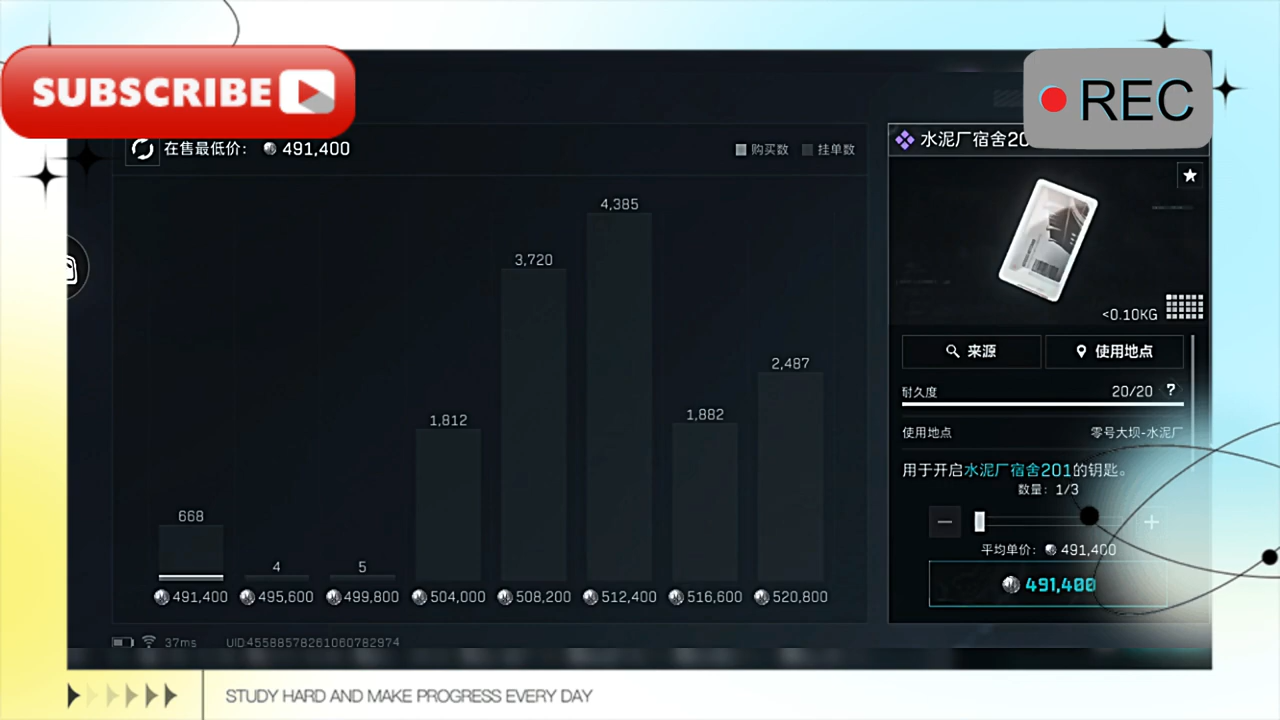 SUBSCRIBE
REC
在售最低价: 491,400
购买数 挂单数
水泥厂宿舍20
4,385
3,720
2,487
1,812
1,882
668
4
5
491,400 495,600 499,800 504,000 508,200 512,400 516,600 520,800
<0.10KG
来源 使用地点
耐久度 20/20 ?
使用地点 零号大坝-水泥厂
用于开启水泥厂宿舍201的钥匙。
数量: 1/3
平均单价: 491,400
491,400
37ms UID45588578261060782974
STUDY HARD AND MAKE PROGRESS EVERY DAY